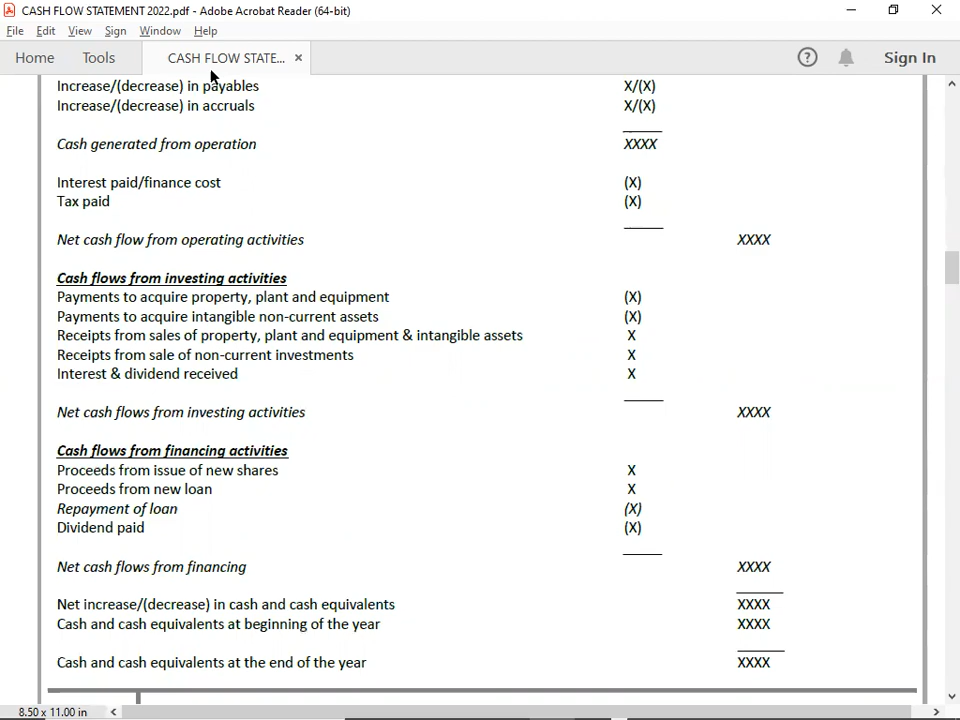 CASH FLOW STATEMENT 2022.pdf - Adobe Acrobat Reader (64-bit)
File Edit View Sign Window Help
Home Tools CASH FLOW STATE... × ? Sign In
Increase/(decrease) in payables X/(X)
Increase/(decrease) in accruals X/(X)
Cash generated from operation XXXX
Interest paid/finance cost (X)
Tax paid (X)
Net cash flow from operating activities XXXX
Cash flows from investing activities
Payments to acquire property, plant and equipment (X)
Payments to acquire intangible non-current assets (X)
Receipts from sales of property, plant and equipment & intangible assets X
Receipts from sale of non-current investments X
Interest & dividend received X
Net cash flows from investing activities XXXX
Cash flows from financing activities
Proceeds from issue of new shares X
Proceeds from new loan X
Repayment of loan (X)
Dividend paid (X)
Net cash flows from financing XXXX
Net increase/(decrease) in cash and cash equivalents XXXX
Cash and cash equivalents at beginning of the year XXXX
Cash and cash equivalents at the end of the year XXXX
8.50 x 11.00 in